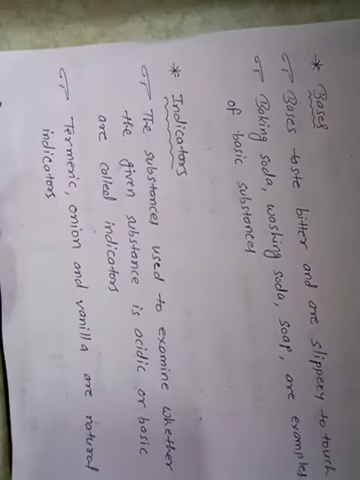 * Bases
Bases taste bitter and are slippery to touch
Baking soda, washing soda, soap, are examples
of basic substances
* Indicators
The substances used to examine whether
the given substance is acidic or basic
are called indicators
Termeric, onion and vanilla are natural
indicators